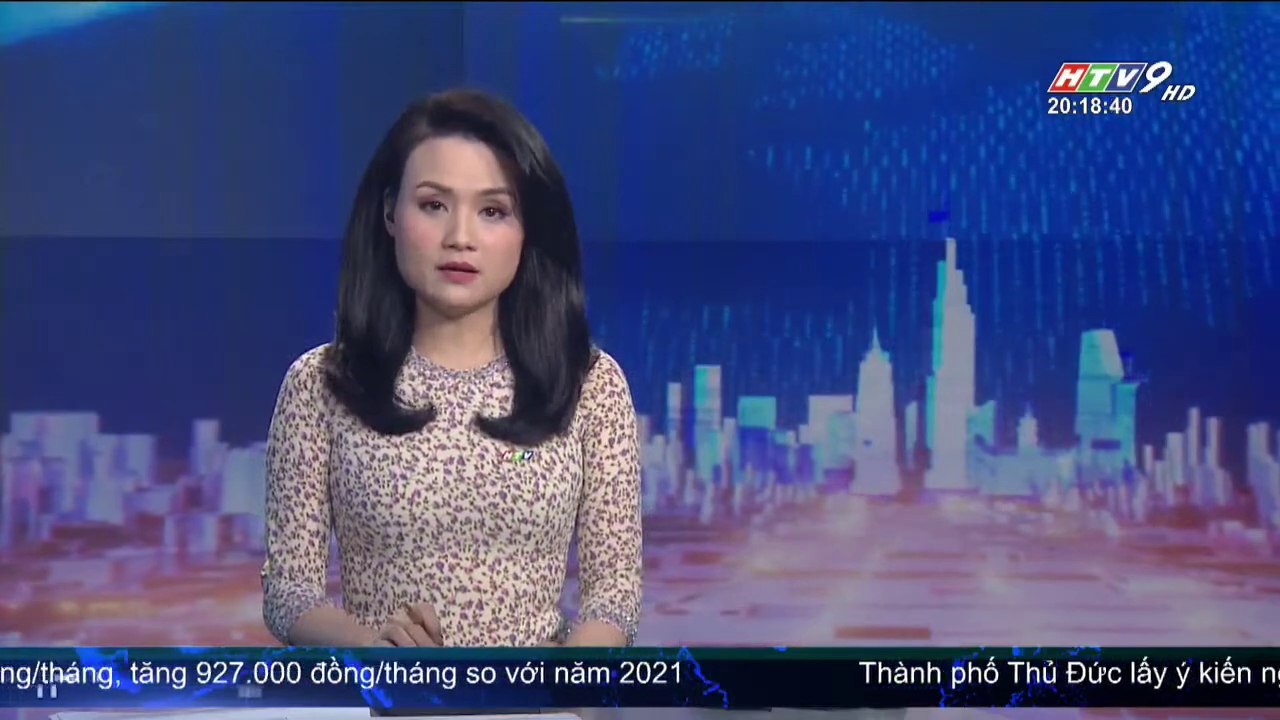 HTV9 HD
20:18:40
HTV
ng/tháng, tăng 927.000 đồng/tháng so với năm 2021
Thành phố Thủ Đức lấy ý kiến